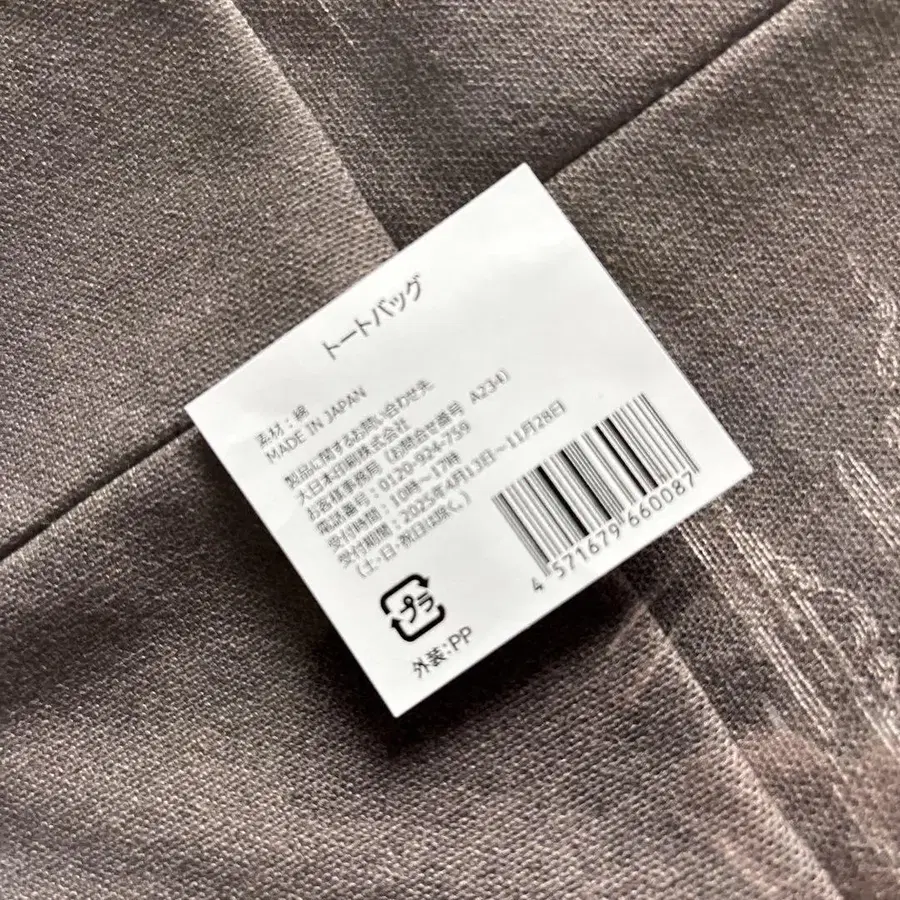 トートバッグ
素材：綿
MADE IN JAPAN
製品に関するお問い合わせ先
大日本印刷株式会社
お客様事務局（お問合せ番号 A234）
電話番号：0120-924-759
受付時間：10時〜17時
受付期間：2025年4月13日〜11月28日
（土・日・祝日は除く。）
プラ
外装：PP
4 571679 660087